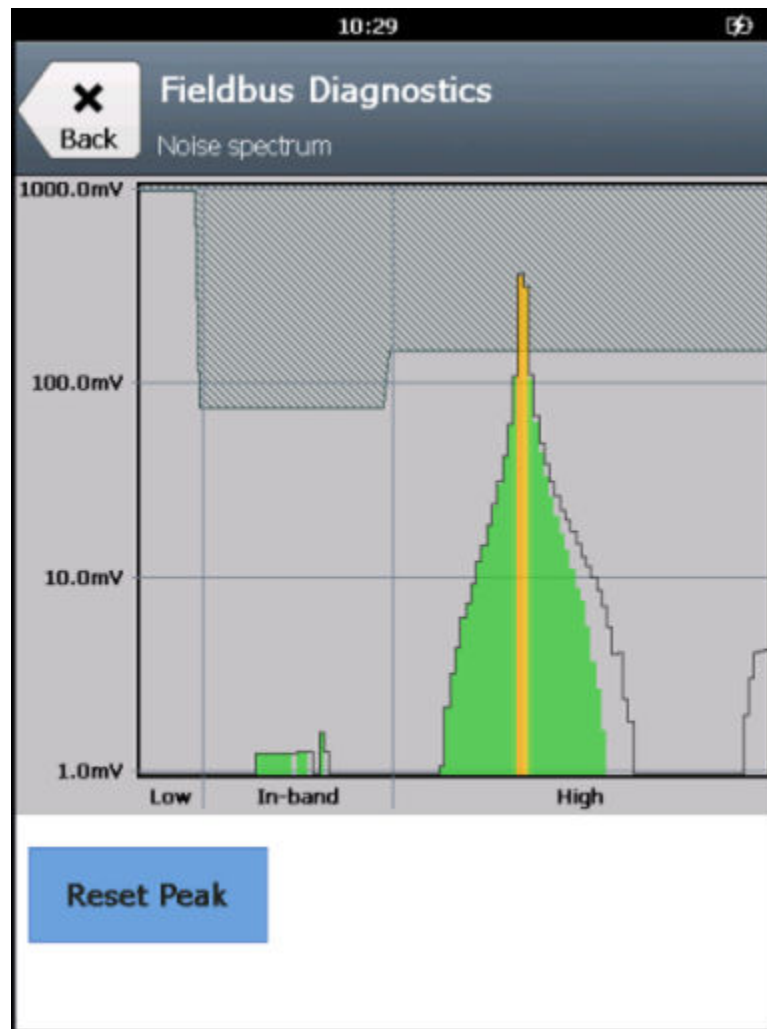 10:29
Fieldbus Diagnostics
Back
Noise spectrum
1000.0mV
100.0mV
10.0mV
1.0mV
Low In-band High
Reset Peak